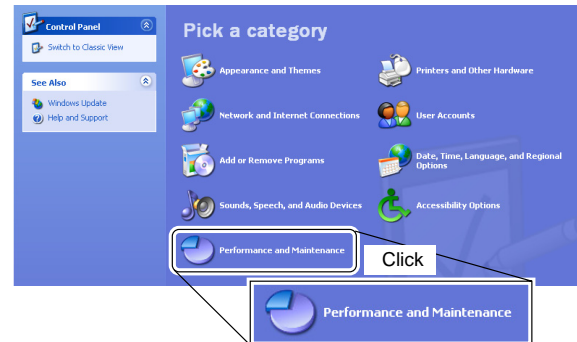 Control Panel
Switch to Classic View
See Also
Windows Update
Help and Support
Pick a category
Appearance and Themes
Printers and Other Hardware
Network and Internet Connections
User Accounts
Add or Remove Programs
Date, Time, Language, and Regional
Options
Sounds, Speech, and Audio Devices
Accessibility Options
Performance and Maintenance
Click
Performance and Maintenance